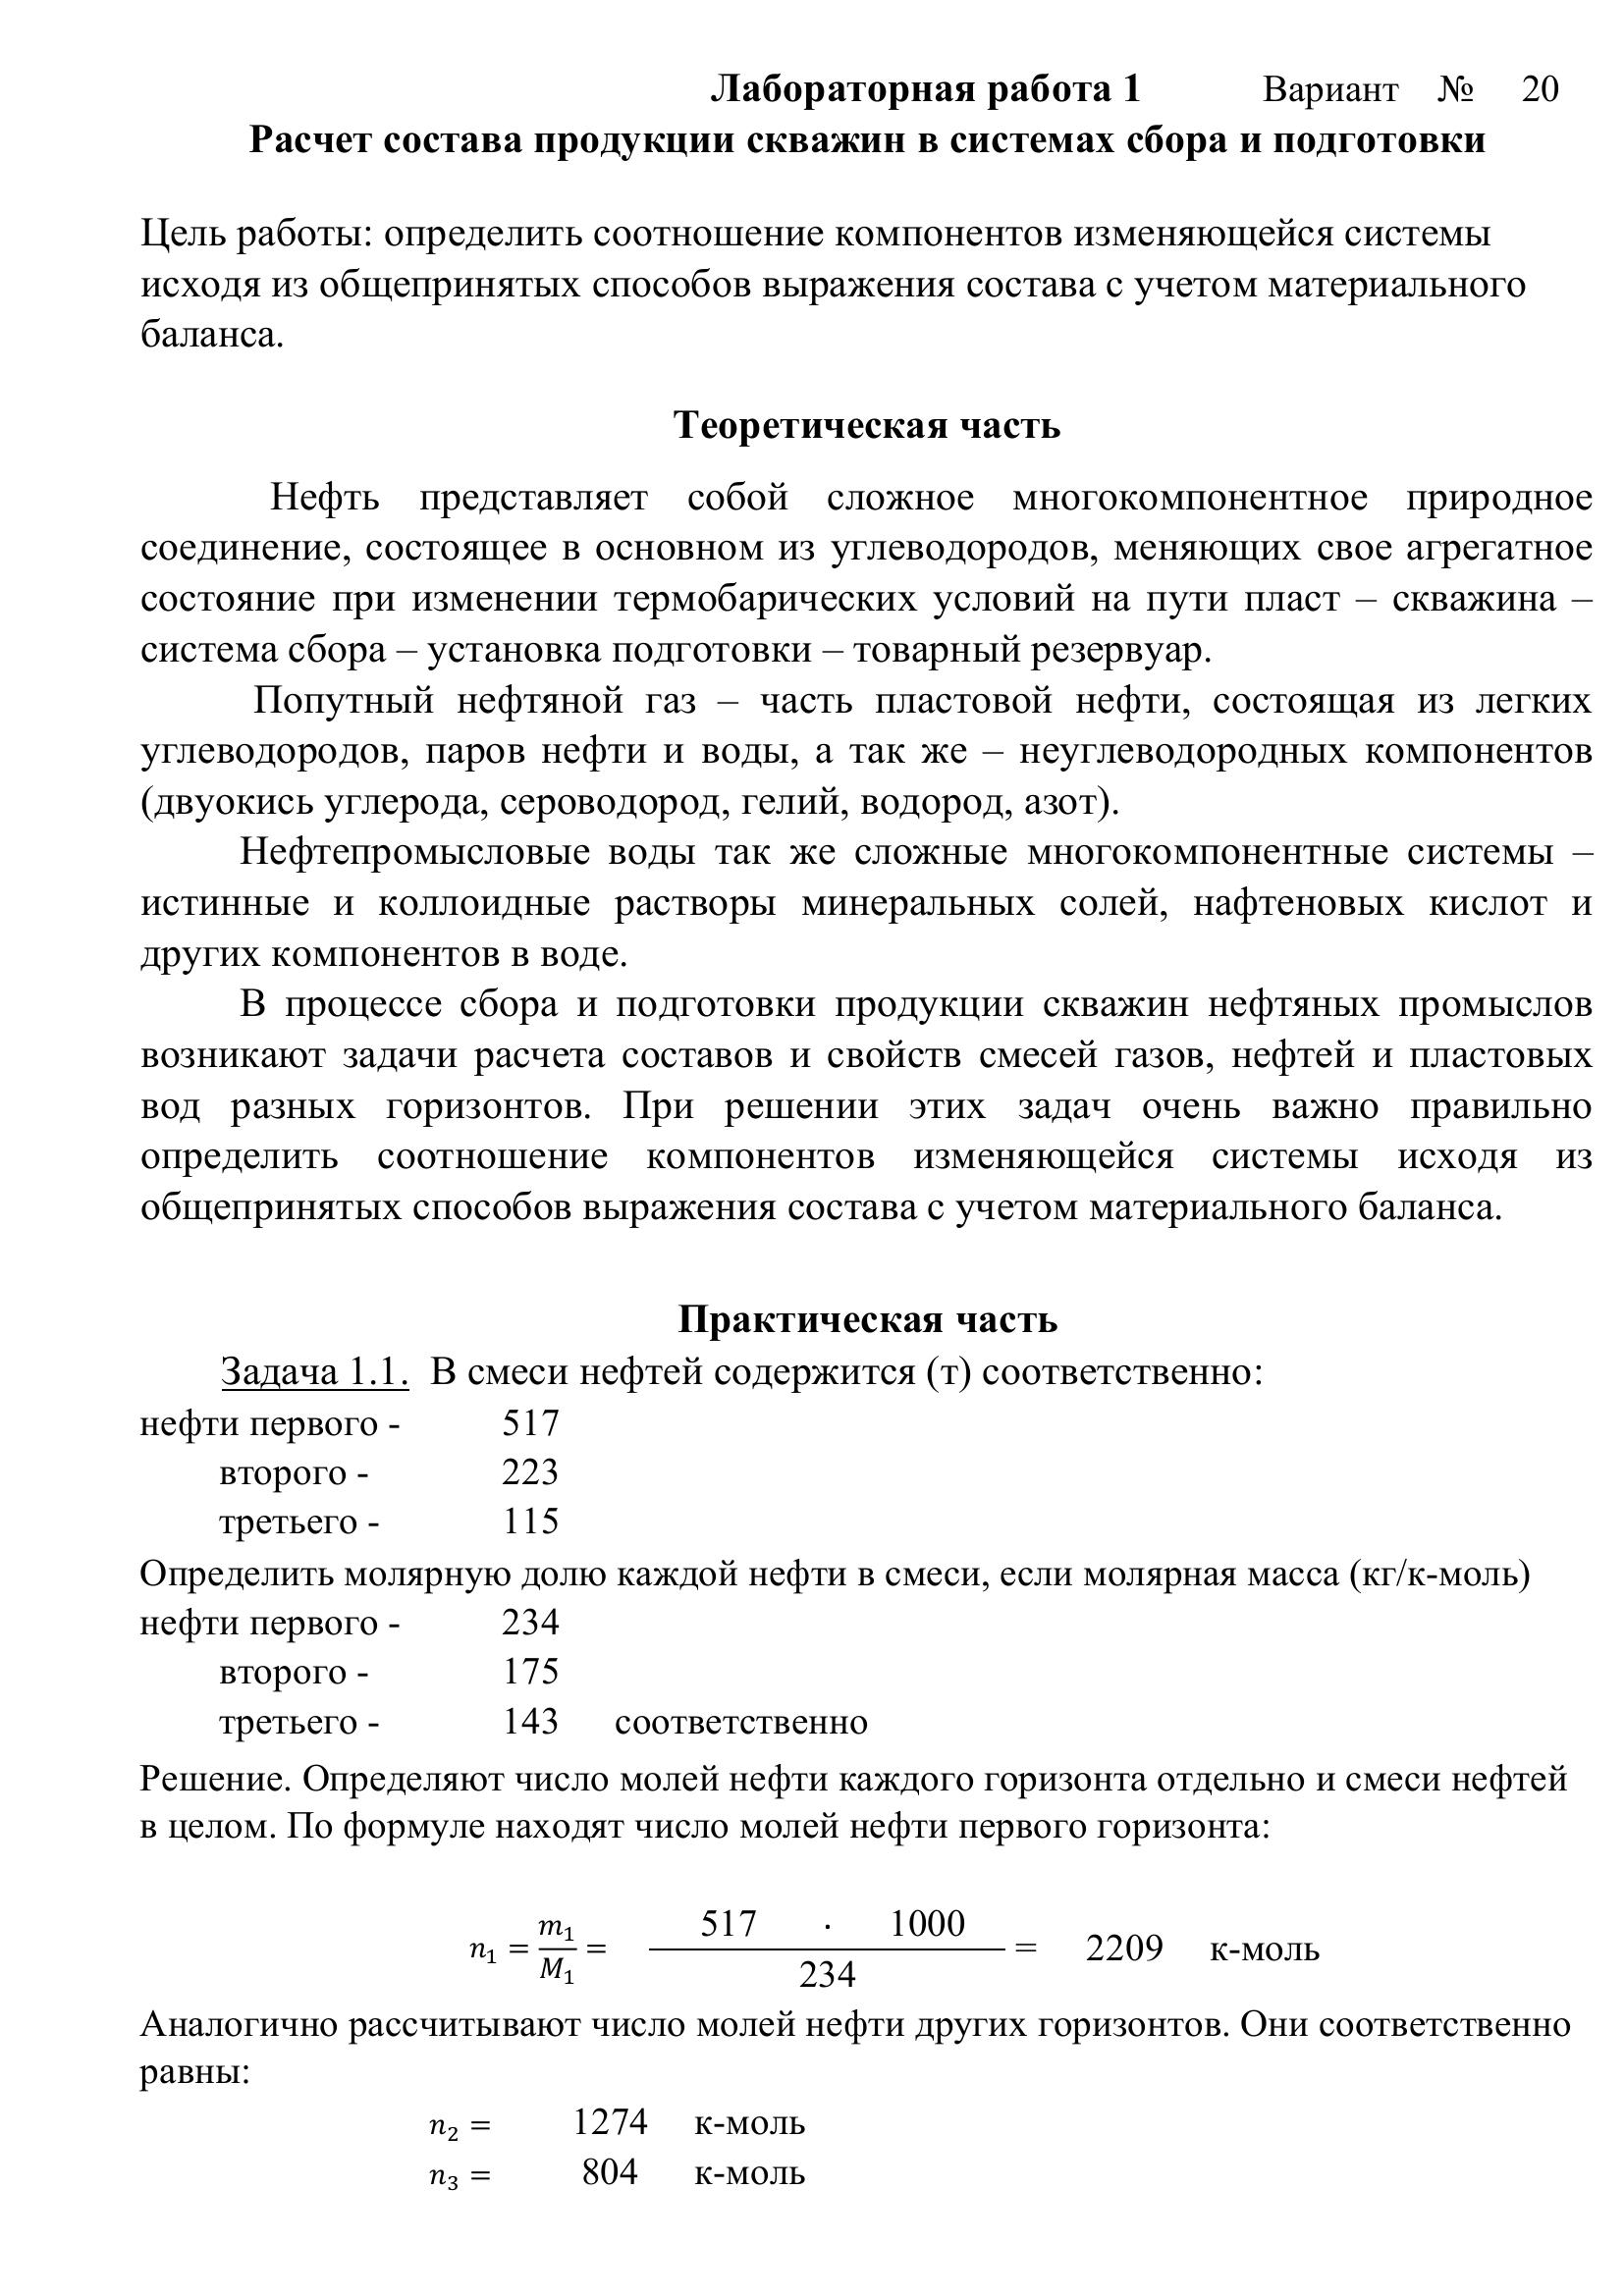 Лабораторная работа 1 Вариант № 20
Расчет состава продукции скважин в системах сбора и подготовки
Цель работы: определить соотношение компонентов изменяющейся системы
исходя из общепринятых способов выражения состава с учетом материального
баланса.
Теоретическая часть
Нефть представляет собой сложное многокомпонентное природное
соединение, состоящее в основном из углеводородов, меняющих свое агрегатное
состояние при изменении термобарических условий на пути пласт – скважина –
система сбора – установка подготовки – товарный резервуар.
Попутный нефтяной газ – часть пластовой нефти, состоящая из легких
углеводородов, паров нефти и воды, а так же – неуглеводородных компонентов
(двуокись углерода, сероводород, гелий, водород, азот).
Нефтепромысловые воды так же сложные многокомпонентные системы –
истинные и коллоидные растворы минеральных солей, нафтеновых кислот и
других компонентов в воде.
В процессе сбора и подготовки продукции скважин нефтяных промыслов
возникают задачи расчета составов и свойств смесей газов, нефтей и пластовых
вод разных горизонтов. При решении этих задач очень важно правильно
определить соотношение компонентов изменяющейся системы исходя из
общепринятых способов выражения состава с учетом материального баланса.
Практическая часть
Задача 1.1. В смеси нефтей содержится (т) соответственно:
нефти первого - 517
второго - 223
третьего - 115
Определить молярную долю каждой нефти в смеси, если молярная масса (кг/к-моль)
нефти первого - 234
второго - 175
третьего - 143 соответственно
Решение. Определяют число молей нефти каждого горизонта отдельно и смеси нефтей
в целом. По формуле находят число молей нефти первого горизонта:
n₁ = m₁/M₁ = 517 · 1000 / 234 = 2209 к-моль
Аналогично рассчитывают число молей нефти других горизонтов. Они соответственно
равны:
n₂ = 1274 к-моль
n₃ = 804 к-моль